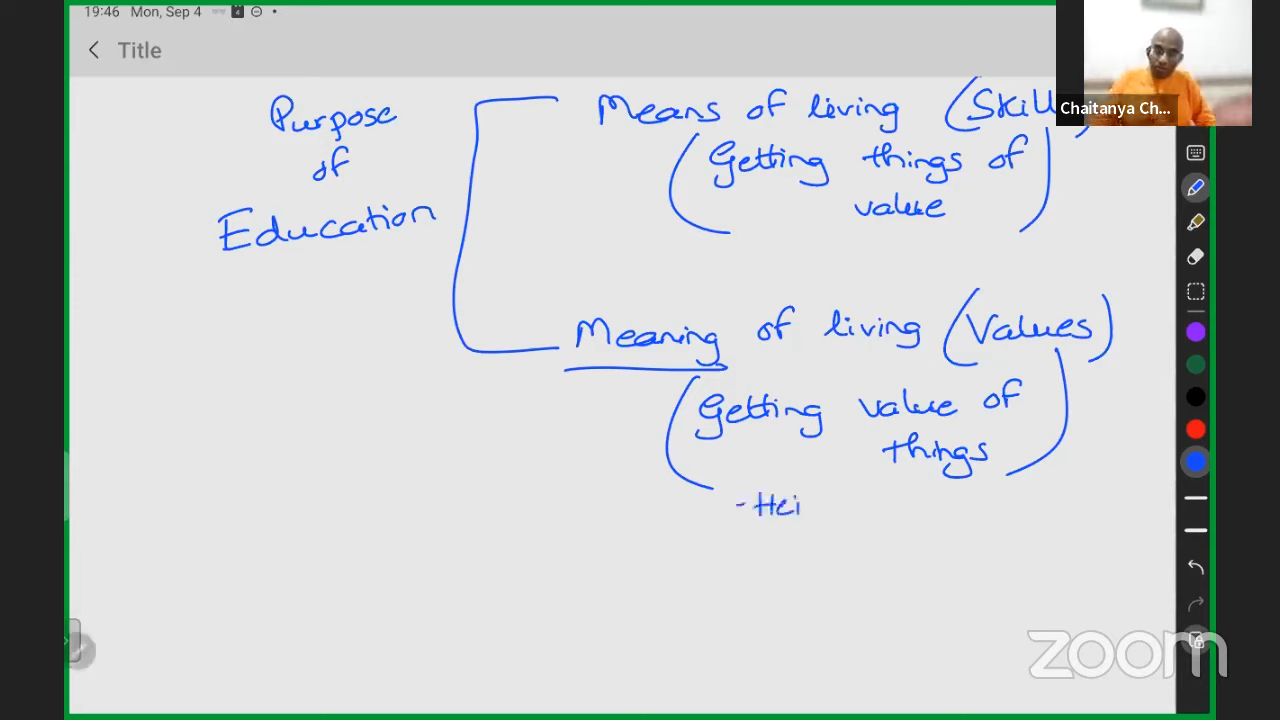 19:46 Mon, Sep 4
Title
Chaitanya Ch...
Purpose
of
Education
Means of living (Skill
(Getting things of
value)
Meaning of living (Values)
(Getting value of
things)
- Hei
zoom